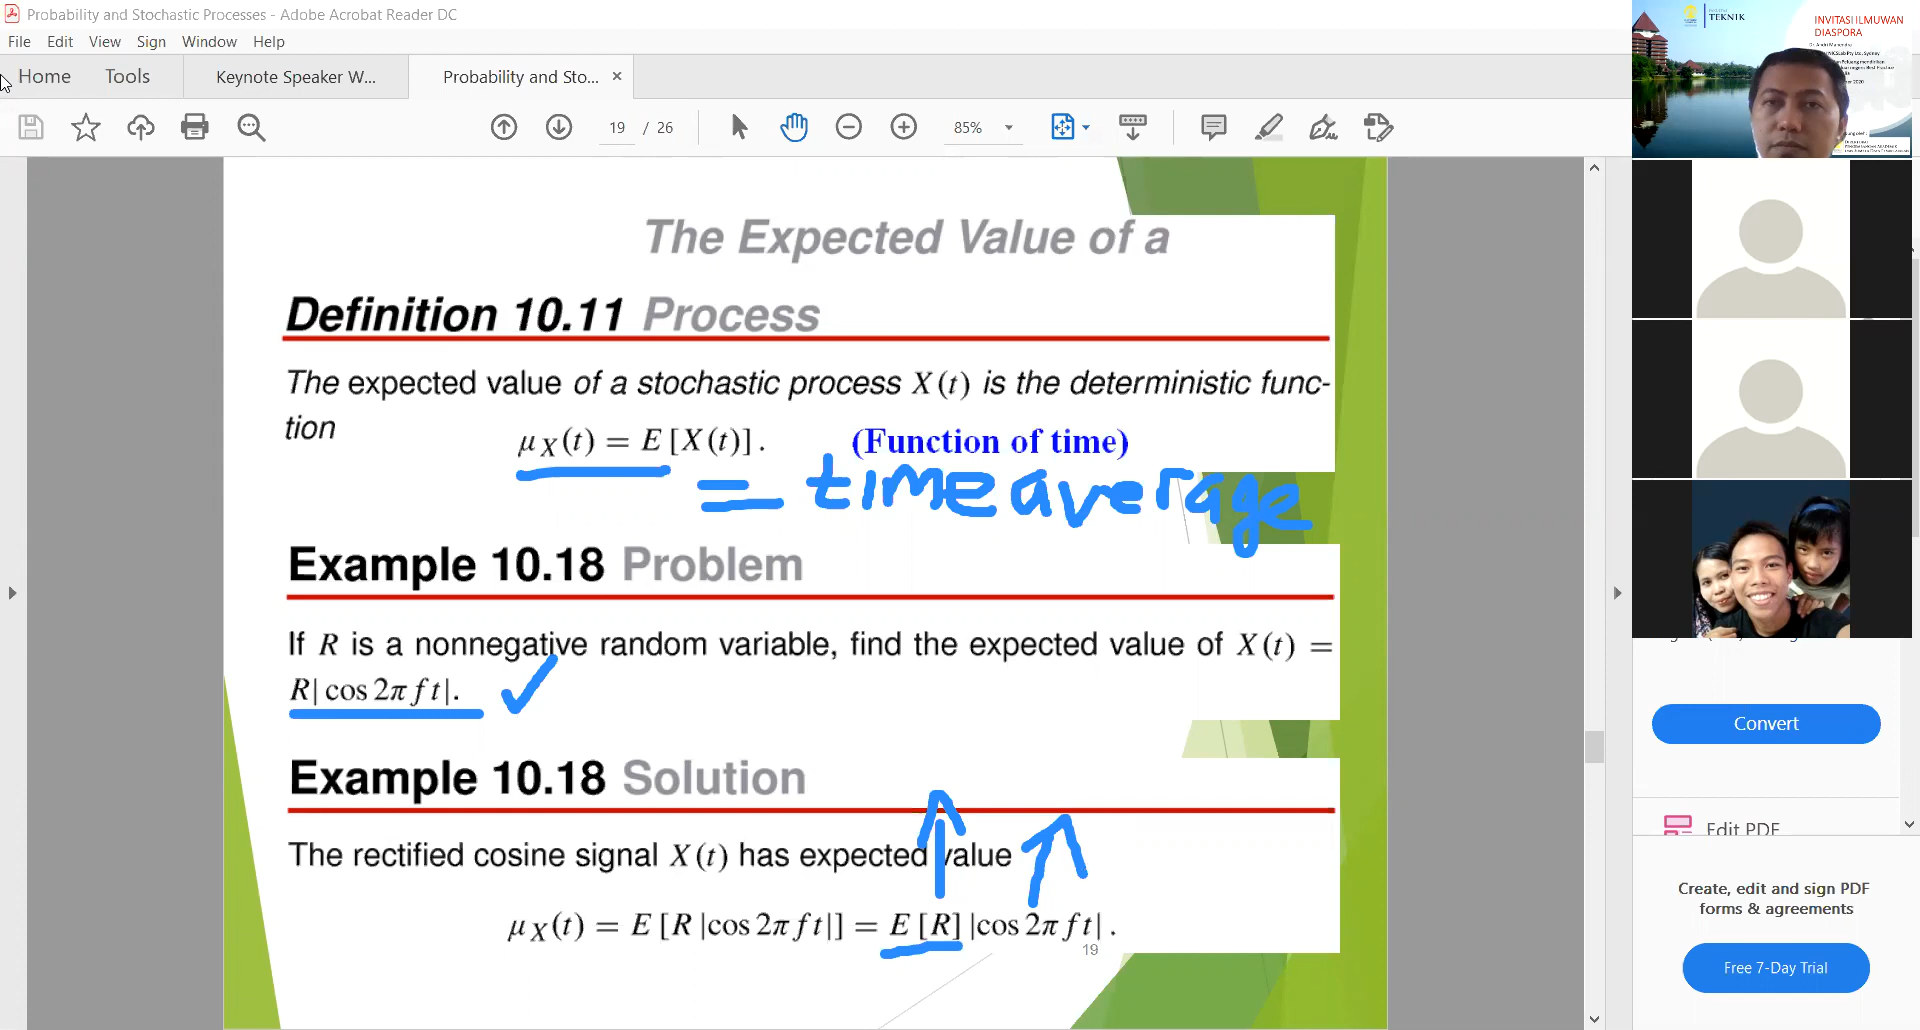 Probability and Stochastic Processes - Adobe Acrobat Reader DC
File Edit View Sign Window Help
Home Tools Keynote Speaker W... Probability and Sto... ×
19 / 26 85%
The Expected Value of a
Definition 10.11 Process
The expected value of a stochastic process X(t) is the deterministic func-
tion
μX(t) = E [X(t)]. (Function of time)
= time average
Example 10.18 Problem
If R is a nonnegative random variable, find the expected value of X(t) =
R| cos 2π f t|.
Example 10.18 Solution
The rectified cosine signal X(t) has expected value
μX(t) = E [R |cos 2π f t|] = E [R] |cos 2π f t| .
19
TEKNIK
INVITASI ILMUWAN
DIASPORA
Convert
Edit PDF
Create, edit and sign PDF
forms & agreements
Free 7-Day Trial